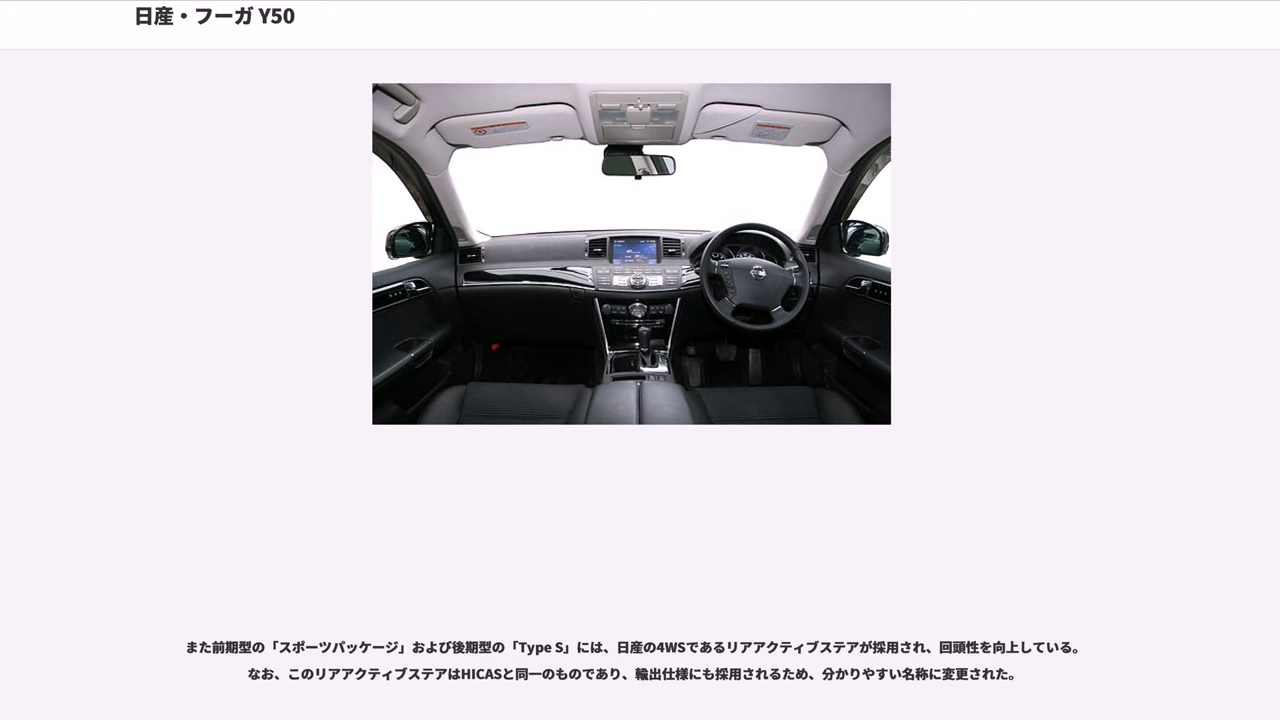 日産・フーガ Y50
また前期型の「スポーツパッケージ」および後期型の「Type S」には、日産の4WSであるリアアクティブステアが採用され、回頭性を向上している。
なお、このリアアクティブステアはHICASと同一のものであり、輸出仕様にも採用されるため、分かりやすい名称に変更された。